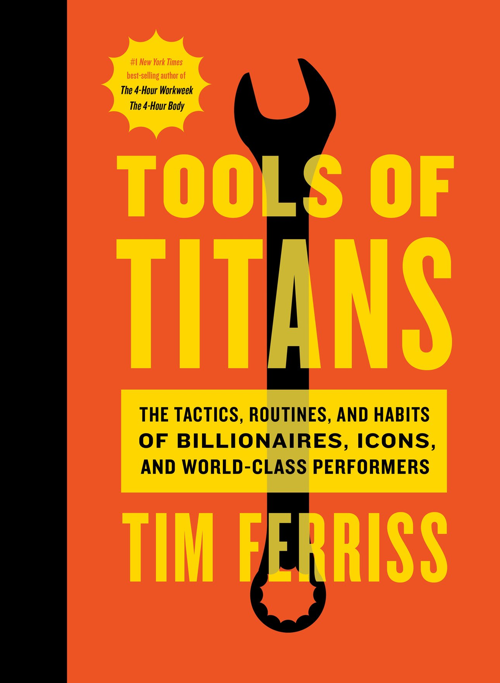 #1 New York Times
best-selling author of
The 4-Hour Workweek
The 4-Hour Body
TOOLS OF
TITANS
THE TACTICS, ROUTINES, AND HABITS
OF BILLIONAIRES, ICONS,
AND WORLD-CLASS PERFORMERS
TIM FERRISS